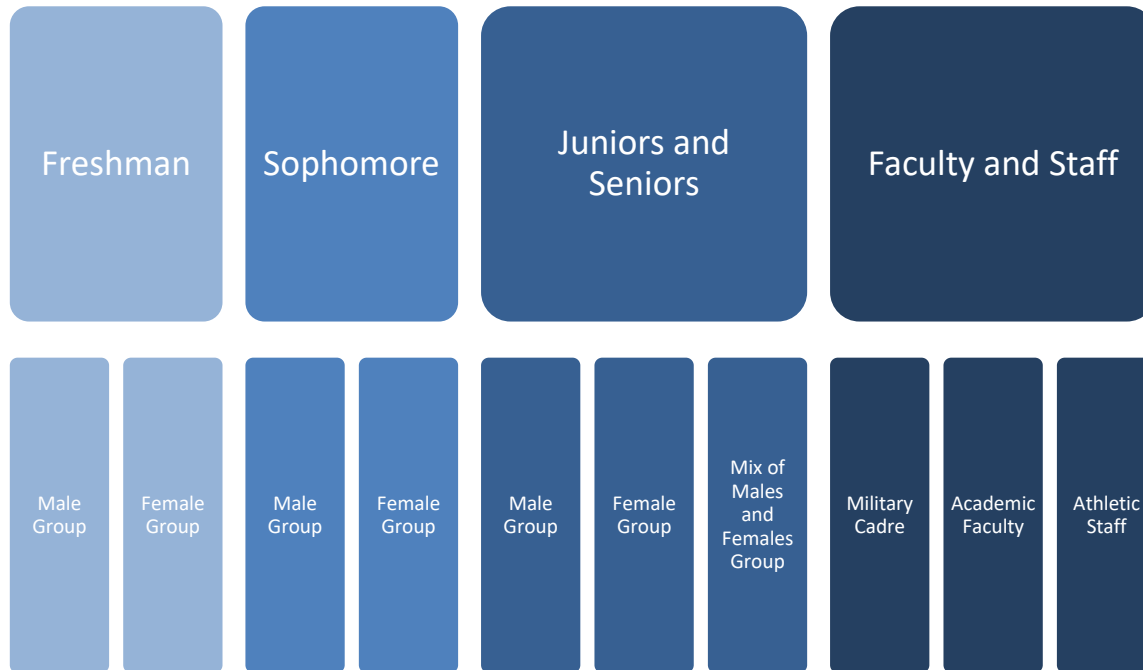 Freshman
Sophomore
Juniors and
Seniors
Faculty and Staff
Male
Group
Female
Group
Male
Group
Female
Group
Male
Group
Female
Group
Mix of
Males
and
Females
Group
Military
Cadre
Academic
Faculty
Athletic
Staff